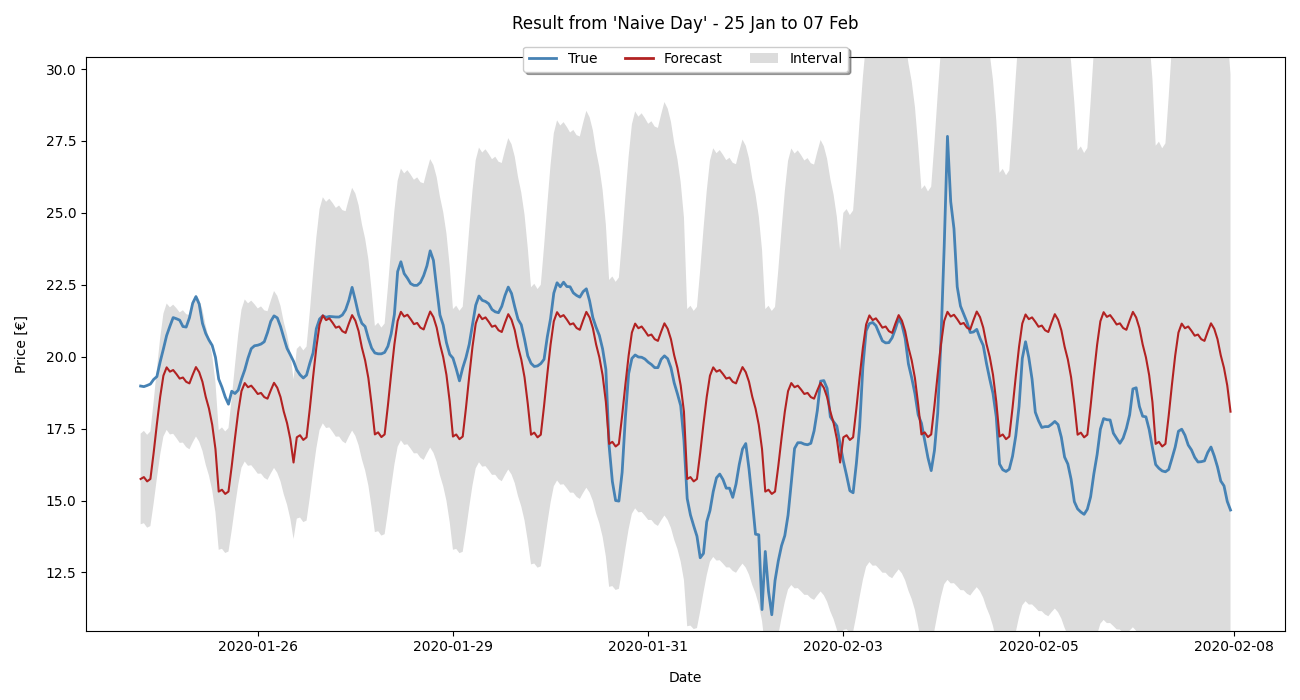 Result from 'Naive Day' - 25 Jan to 07 Feb
True Forecast Interval
30.0
27.5
25.0
22.5
20.0
17.5
15.0
12.5
Price [€]
2020-01-26 2020-01-29 2020-01-31 2020-02-03 2020-02-05 2020-02-08
Date